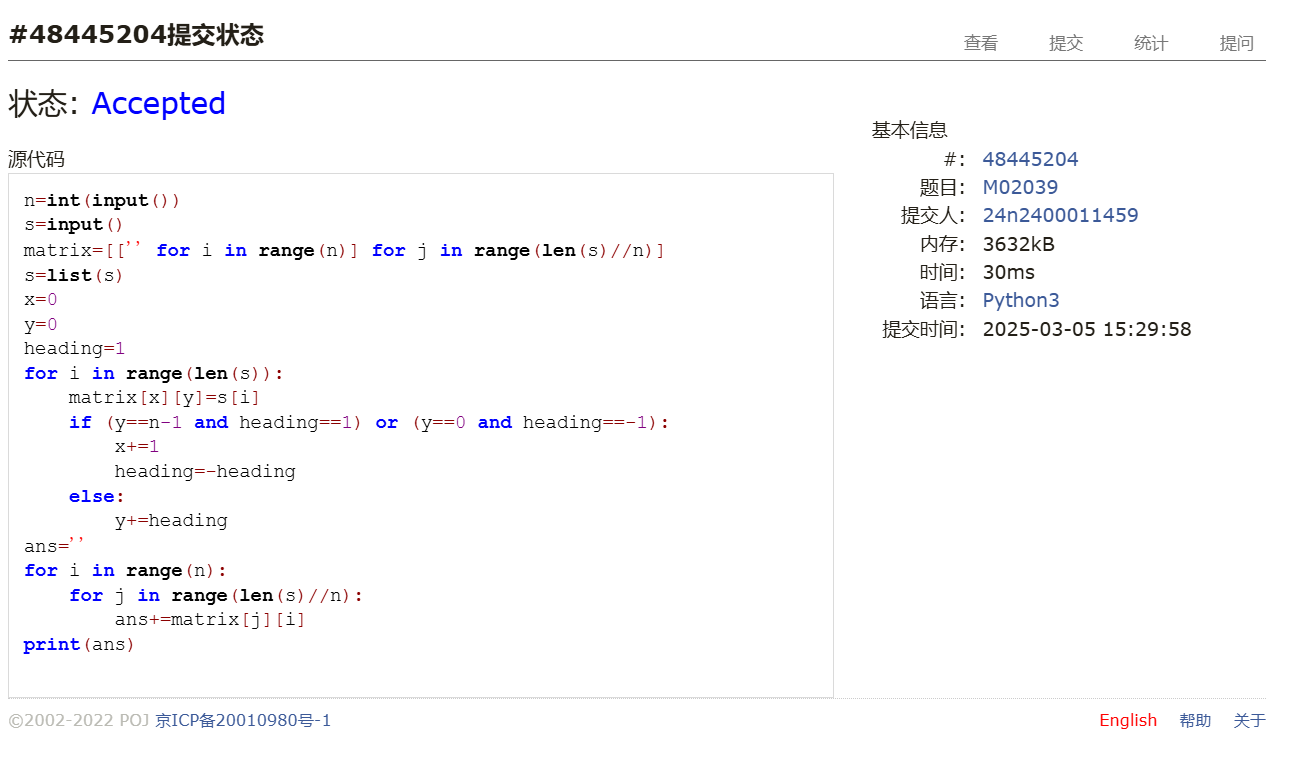 #48445204提交状态
查看 提交 统计 提问
状态: Accepted
源代码
n=int(input())
s=input()
matrix=[['' for i in range(n)] for j in range(len(s)//n)]
s=list(s)
x=0
y=0
heading=1
for i in range(len(s)):
    matrix[x][y]=s[i]
    if (y==n-1 and heading==1) or (y==0 and heading==-1):
        x+=1
        heading=-heading
    else:
        y+=heading
ans=''
for i in range(n):
    for j in range(len(s)//n):
        ans+=matrix[j][i]
print(ans)
基本信息
#: 48445204
题目: M02039
提交人: 24n2400011459
内存: 3632kB
时间: 30ms
语言: Python3
提交时间: 2025-03-05 15:29:58
©2002-2022 POJ 京ICP备20010980号-1
English 帮助 关于